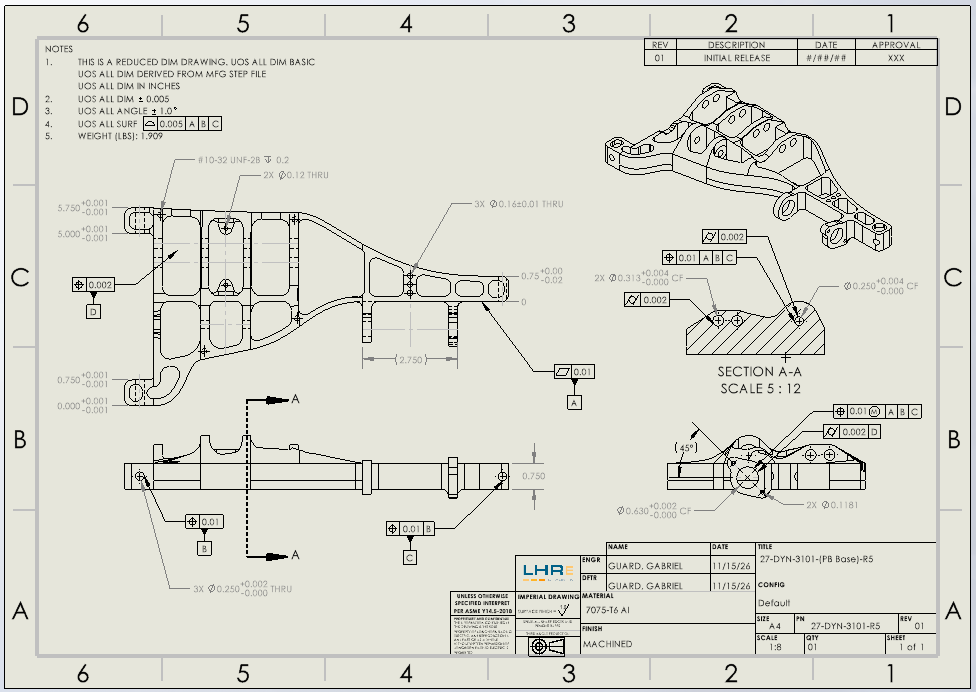 6 5 4 3 2 1
NOTES
1. THIS IS A REDUCED DIM DRAWING. UOS ALL DIM BASIC
UOS ALL DIM DERIVED FROM MFG STEP FILE
UOS ALL DIM IN INCHES
2. UOS ALL DIM ± 0.005
3. UOS ALL ANGLE ± 1.0°
4. UOS ALL SURF ⌓ 0.005 A B C
5. WEIGHT (LBS): 1.909
REV DESCRIPTION DATE APPROVAL
01 INITIAL RELEASE #/##/## XXX
D D
#10-32 UNF-2B ↧ 0.2
2X Ø0.12 THRU
3X Ø0.16±0.01 THRU
5.750 +0.001 -0.001
5.000 +0.001 -0.001
⌖ 0.002
D
0.75 +0.00 -0.02
0
(2.750)
⏥ 0.01
A
0.750 +0.001 -0.001
0.000 +0.001 -0.001
C C
⌭ 0.002
⌖ 0.01 A B C
2X Ø0.313 +0.004 -0.000 CF
Ø0.250 +0.004 -0.000 CF
⌭ 0.002
SECTION A-A
SCALE 5 : 12
B B
A
A
0.750
⌖ 0.01
B
⌖ 0.01 B
C
3X Ø0.250 +0.002 -0.000 THRU
⌖ 0.01 Ⓜ A B C
⌭ 0.002 D
(45°)
Ø0.630 +0.002 -0.000 CF
2X Ø0.1181
A A
LHRE
NAME DATE
ENGR GUARD, GABRIEL 11/15/26
DFTR GUARD, GABRIEL 11/15/26
TITLE
27-DYN-3101-(PB Base)-R5
CONFIG
Default
UNLESS OTHERWISE
SPECIFIED INTERPRET
PER ASME Y14.5-2018
IMPERIAL DRAWING
MATERIAL
7075-T6 Al
FINISH
MACHINED
SIZE A4
PN 27-DYN-3101-R5
REV 01
SCALE 1:8
QTY 01
SHEET 1 of 1
6 5 4 3 2 1